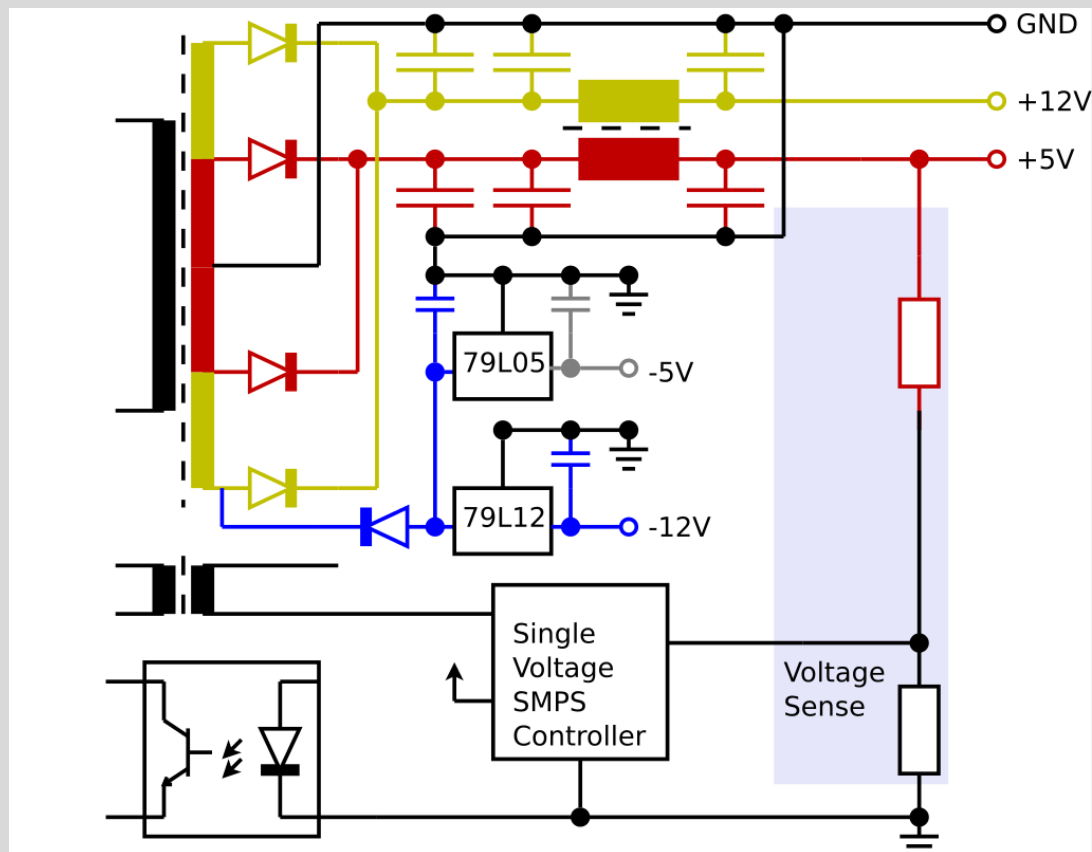 GND
+12V
+5V
79L05
-5V
79L12
-12V
Single
Voltage
SMPS
Controller
Voltage
Sense